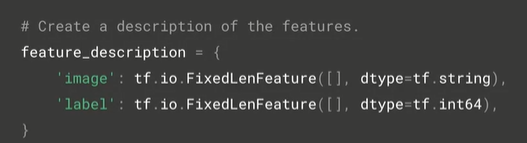 # Create a description of the features.
feature_description = {
    'image': tf.io.FixedLenFeature([], dtype=tf.string),
    'label': tf.io.FixedLenFeature([], dtype=tf.int64),
}